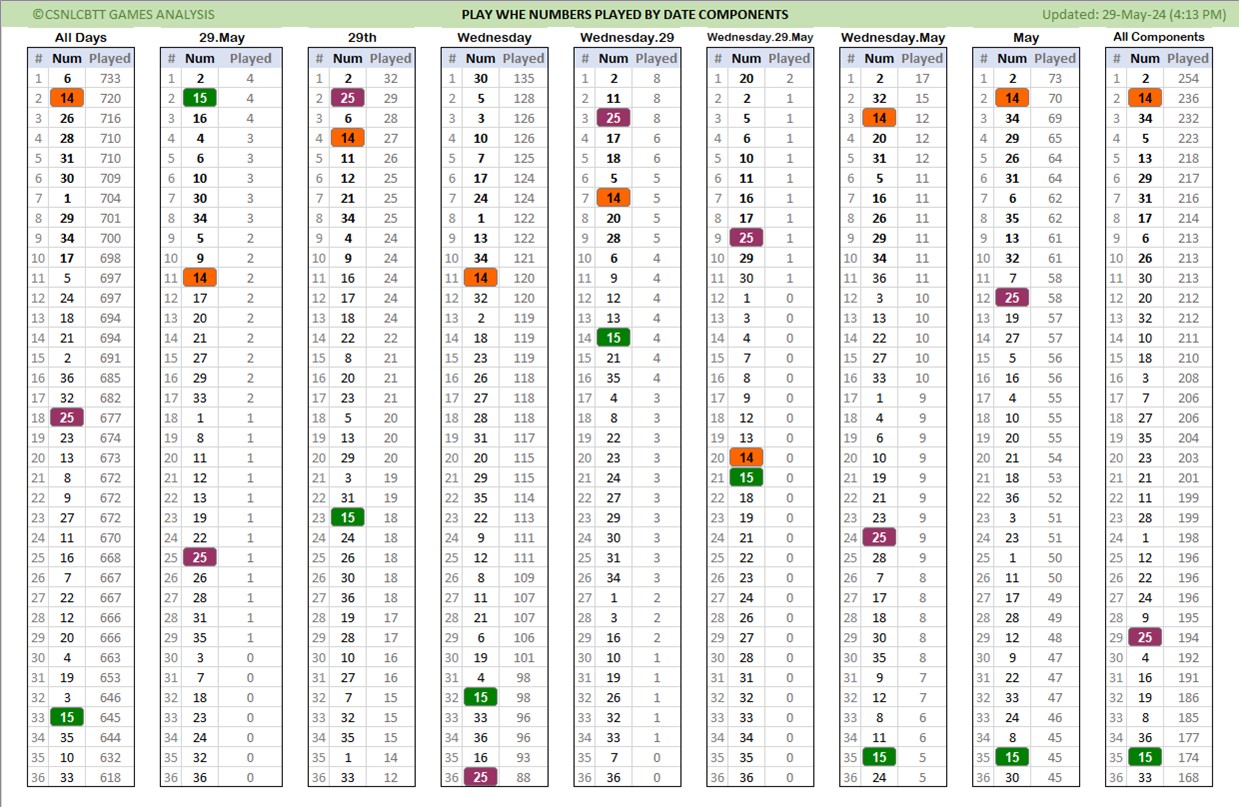 ©CSNLCBTT GAMES ANALYSIS PLAY WHE NUMBERS PLAYED BY DATE COMPONENTS Updated: 29-May-24 (4:13 PM)
All Days 29.May 29th Wednesday Wednesday.29 Wednesday.29.May Wednesday.May May All Components
# Num Played # Num Played # Num Played # Num Played # Num Played # Num Played # Num Played # Num Played # Num Played
1 6 733 1 2 4 1 2 32 1 30 135 1 2 8 1 20 2 1 2 17 1 2 73 1 2 254
2 14 720 2 15 4 2 25 29 2 5 128 2 11 8 2 2 1 2 32 15 2 14 70 2 14 236
3 26 716 3 16 4 3 6 28 3 3 126 3 25 8 3 5 1 3 14 12 3 34 69 3 34 232
4 28 710 4 4 3 4 14 27 4 10 126 4 17 6 4 6 1 4 20 12 4 29 65 4 5 223
5 31 710 5 6 3 5 11 26 5 7 125 5 18 6 5 10 1 5 31 12 5 26 64 5 13 218
6 30 709 6 10 3 6 12 25 6 17 124 6 5 5 6 11 1 6 5 11 6 31 64 6 29 217
7 1 704 7 30 3 7 21 25 7 24 124 7 14 5 7 16 1 7 16 11 7 6 62 7 31 216
8 29 701 8 34 3 8 34 25 8 1 122 8 20 5 8 17 1 8 26 11 8 35 62 8 17 214
9 34 700 9 5 2 9 4 24 9 13 122 9 28 5 9 25 1 9 29 11 9 13 61 9 6 213
10 17 698 10 9 2 10 9 24 10 34 121 10 6 4 10 29 1 10 34 11 10 32 61 10 26 213
11 5 697 11 14 2 11 16 24 11 14 120 11 9 4 11 30 1 11 36 11 11 7 58 11 30 213
12 24 697 12 17 2 12 17 24 12 32 120 12 12 4 12 1 0 12 3 10 12 25 58 12 20 212
13 18 694 13 20 2 13 18 24 13 2 119 13 13 4 13 3 0 13 13 10 13 19 57 13 32 212
14 21 694 14 21 2 14 22 22 14 18 119 14 15 4 14 4 0 14 22 10 14 27 57 14 10 211
15 2 691 15 27 2 15 8 21 15 23 119 15 21 4 15 7 0 15 27 10 15 5 56 15 18 210
16 36 685 16 29 2 16 20 21 16 26 118 16 35 4 16 8 0 16 33 10 16 16 56 16 3 208
17 32 682 17 33 2 17 23 21 17 27 118 17 4 3 17 9 0 17 1 9 17 4 55 17 7 206
18 25 677 18 1 1 18 5 20 18 28 118 18 8 3 18 12 0 18 4 9 18 10 55 18 27 206
19 23 674 19 8 1 19 13 20 19 31 117 19 22 3 19 13 0 19 6 9 19 20 55 19 35 204
20 13 673 20 11 1 20 29 20 20 20 115 20 23 3 20 14 0 20 10 9 20 21 54 20 23 203
21 8 672 21 12 1 21 3 19 21 29 115 21 24 3 21 15 0 21 19 9 21 18 53 21 21 201
22 9 672 22 13 1 22 31 19 22 35 114 22 27 3 22 18 0 22 21 9 22 36 52 22 11 199
23 27 672 23 19 1 23 15 18 23 22 113 23 29 3 23 19 0 23 23 9 23 3 51 23 28 199
24 11 670 24 22 1 24 24 18 24 9 111 24 30 3 24 21 0 24 25 9 24 23 51 24 1 198
25 16 668 25 25 1 25 26 18 25 12 111 25 31 3 25 22 0 25 28 9 25 1 50 25 12 196
26 7 667 26 26 1 26 30 18 26 8 109 26 34 3 26 23 0 26 7 8 26 11 50 26 22 196
27 22 667 27 28 1 27 36 18 27 11 107 27 1 2 27 24 0 27 17 8 27 17 49 27 24 196
28 12 666 28 31 1 28 19 17 28 21 107 28 3 2 28 26 0 28 18 8 28 28 49 28 9 195
29 20 666 29 35 1 29 28 17 29 6 106 29 16 2 29 27 0 29 30 8 29 12 48 29 25 194
30 4 663 30 3 0 30 10 16 30 19 101 30 10 1 30 28 0 30 35 8 30 9 47 30 4 192
31 19 653 31 7 0 31 27 16 31 4 98 31 19 1 31 31 0 31 9 7 31 22 47 31 16 191
32 3 646 32 18 0 32 7 15 32 15 98 32 26 1 32 32 0 32 12 7 32 33 47 32 19 186
33 15 645 33 23 0 33 32 15 33 33 96 33 32 1 33 33 0 33 8 6 33 24 46 33 8 185
34 35 644 34 24 0 34 35 15 34 36 96 34 33 1 34 34 0 34 11 6 34 8 45 34 36 177
35 10 632 35 32 0 35 1 14 35 16 93 35 7 0 35 35 0 35 15 5 35 15 45 35 15 174
36 33 618 36 36 0 36 33 12 36 25 88 36 36 0 36 36 0 36 24 5 36 30 45 36 33 168